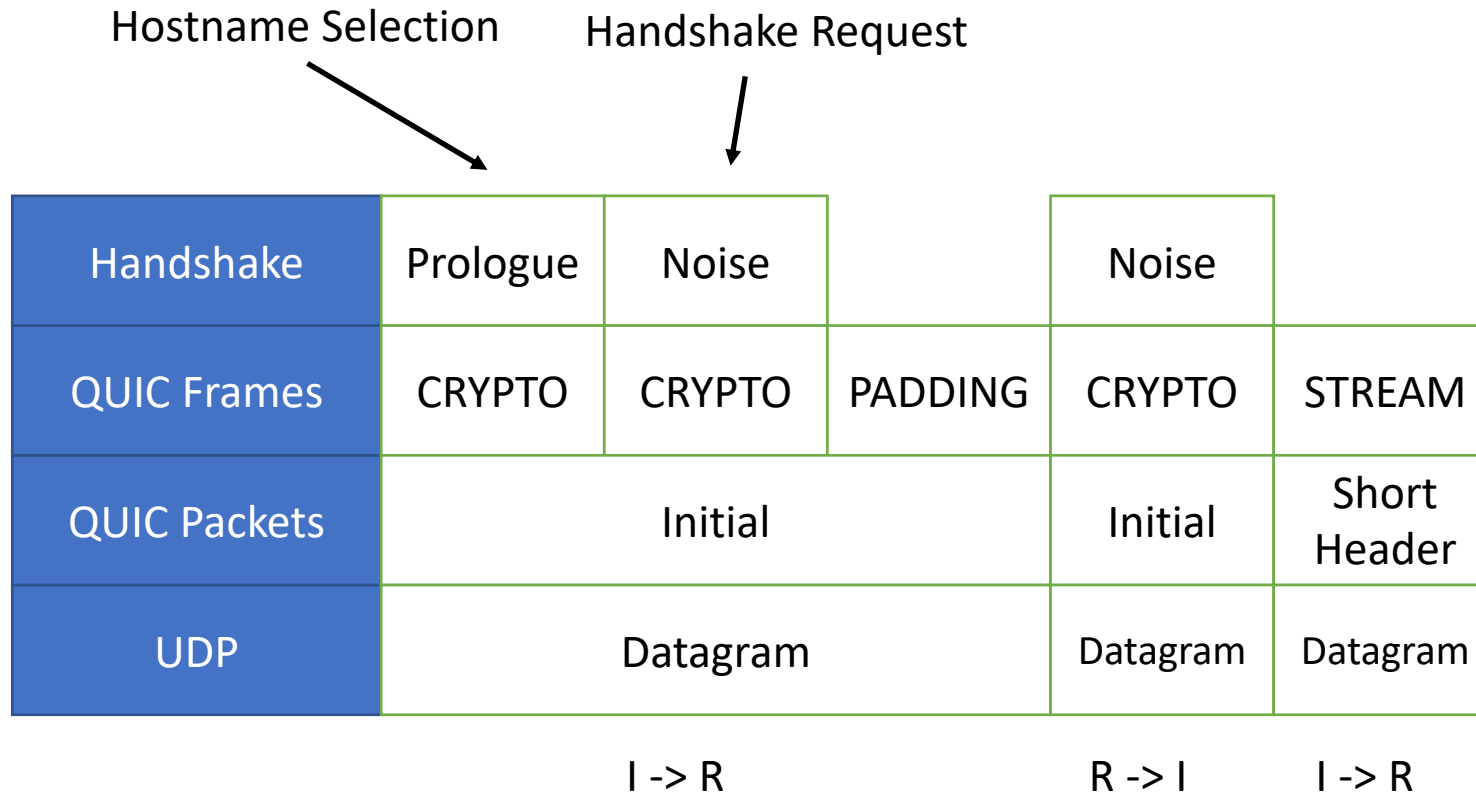 Hostname Selection
Handshake Request
Handshake Prologue Noise Noise
QUIC Frames CRYPTO CRYPTO PADDING CRYPTO STREAM
QUIC Packets Initial Initial Short
Header
UDP Datagram Datagram Datagram
I -> R R -> I I -> R